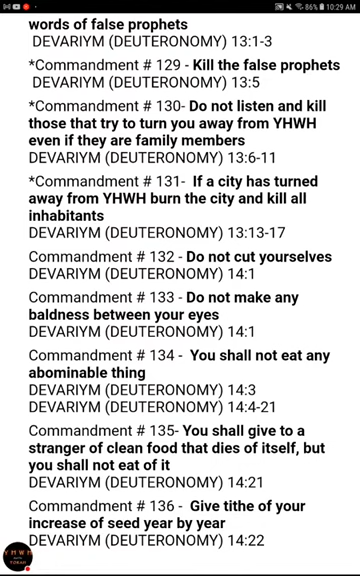 86% 10:29 AM
words of false prophets
DEVARIYM (DEUTERONOMY) 13:1-3
*Commandment # 129 - Kill the false prophets
DEVARIYM (DEUTERONOMY) 13:5
*Commandment # 130- Do not listen and kill
those that try to turn you away from YHWH
even if they are family members
DEVARIYM (DEUTERONOMY) 13:6-11
*Commandment # 131- If a city has turned
away from YHWH burn the city and kill all
inhabitants
DEVARIYM (DEUTERONOMY) 13:13-17
Commandment # 132 - Do not cut yourselves
DEVARIYM (DEUTERONOMY) 14:1
Commandment # 133 - Do not make any
baldness between your eyes
DEVARIYM (DEUTERONOMY) 14:1
Commandment # 134 - You shall not eat any
abominable thing
DEVARIYM (DEUTERONOMY) 14:3
DEVARIYM (DEUTERONOMY) 14:4-21
Commandment # 135- You shall give to a
stranger of clean food that dies of itself, but
you shall not eat of it
DEVARIYM (DEUTERONOMY) 14:21
Commandment # 136 - Give tithe of your
increase of seed year by year
DEVARIYM (DEUTERONOMY) 14:22
TORAH